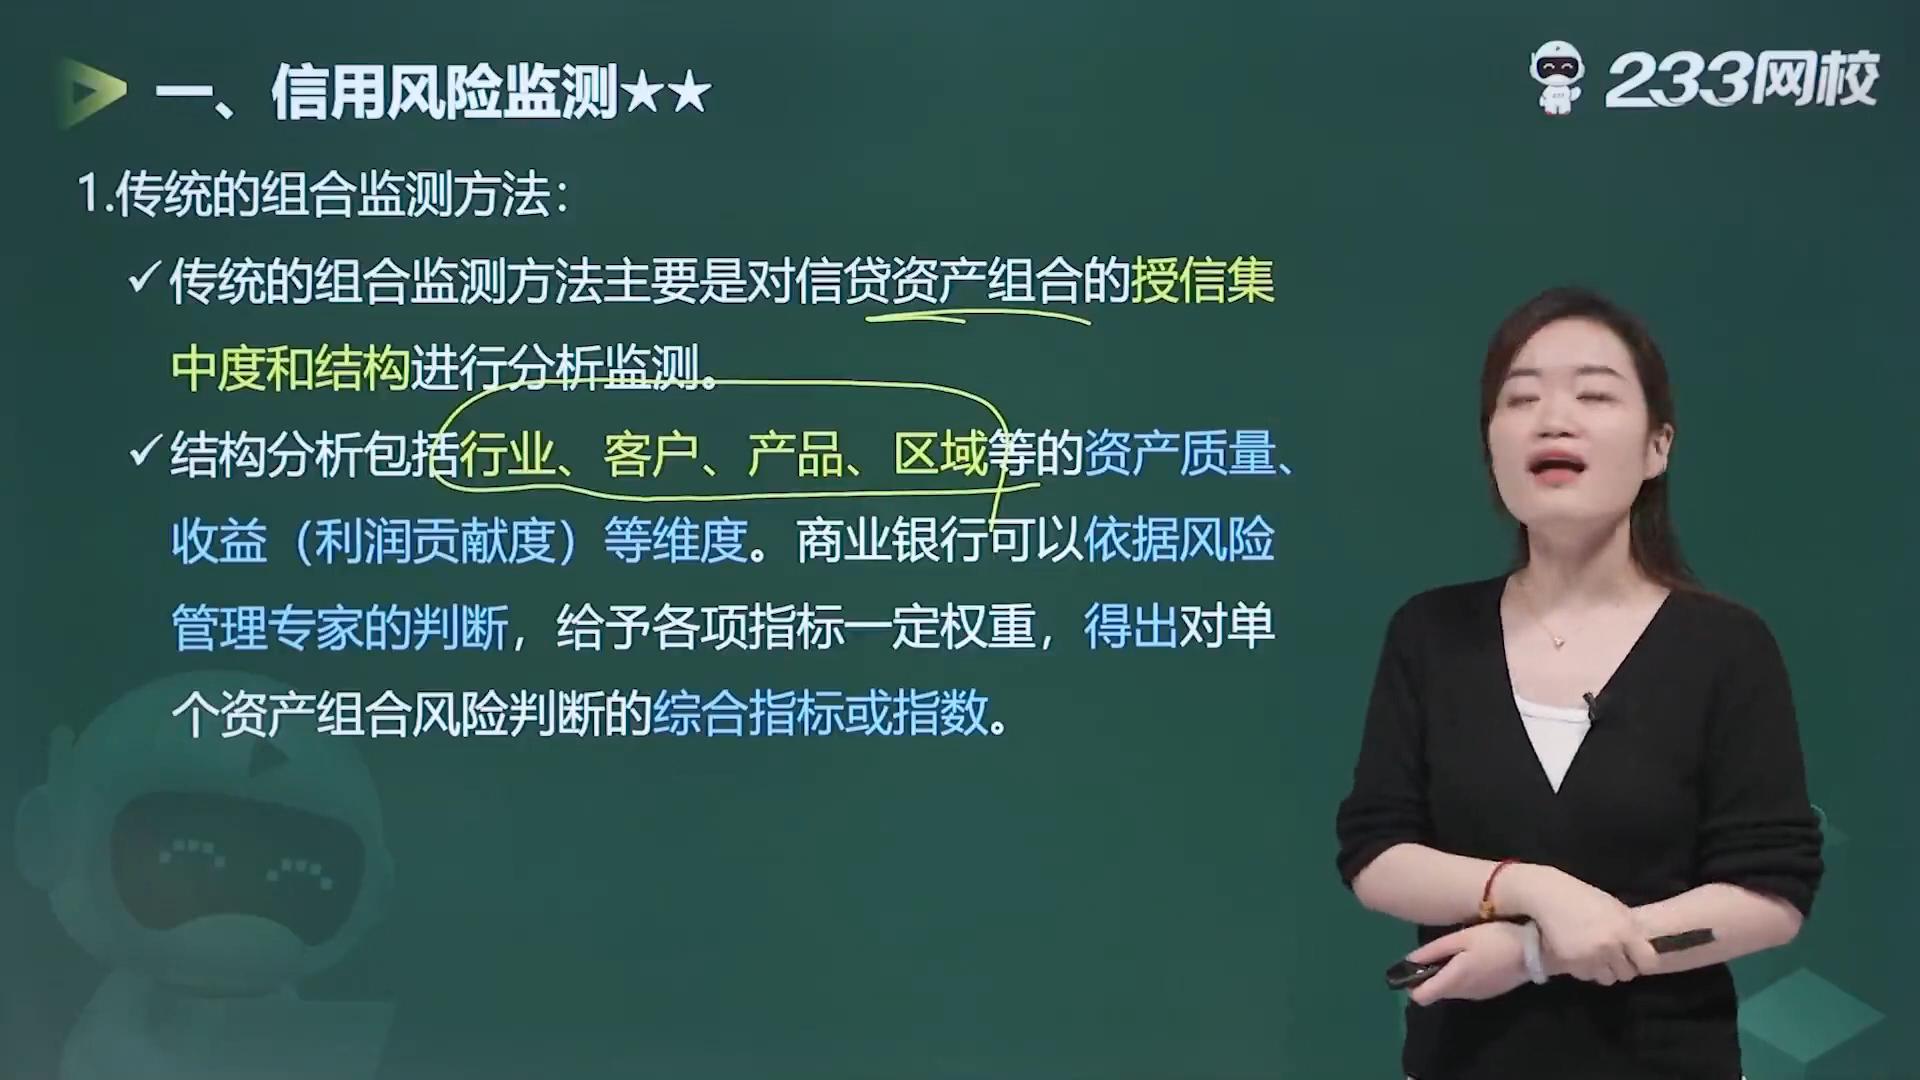 一、信用风险监测★★
233网校
1.传统的组合监测方法：
✓传统的组合监测方法主要是对信贷资产组合的授信集
中度和结构进行分析监测。
✓结构分析包括行业、客户、产品、区域等的资产质量、
收益（利润贡献度）等维度。商业银行可以依据风险
管理专家的判断，给予各项指标一定权重，得出对单
个资产组合风险判断的综合指标或指数。